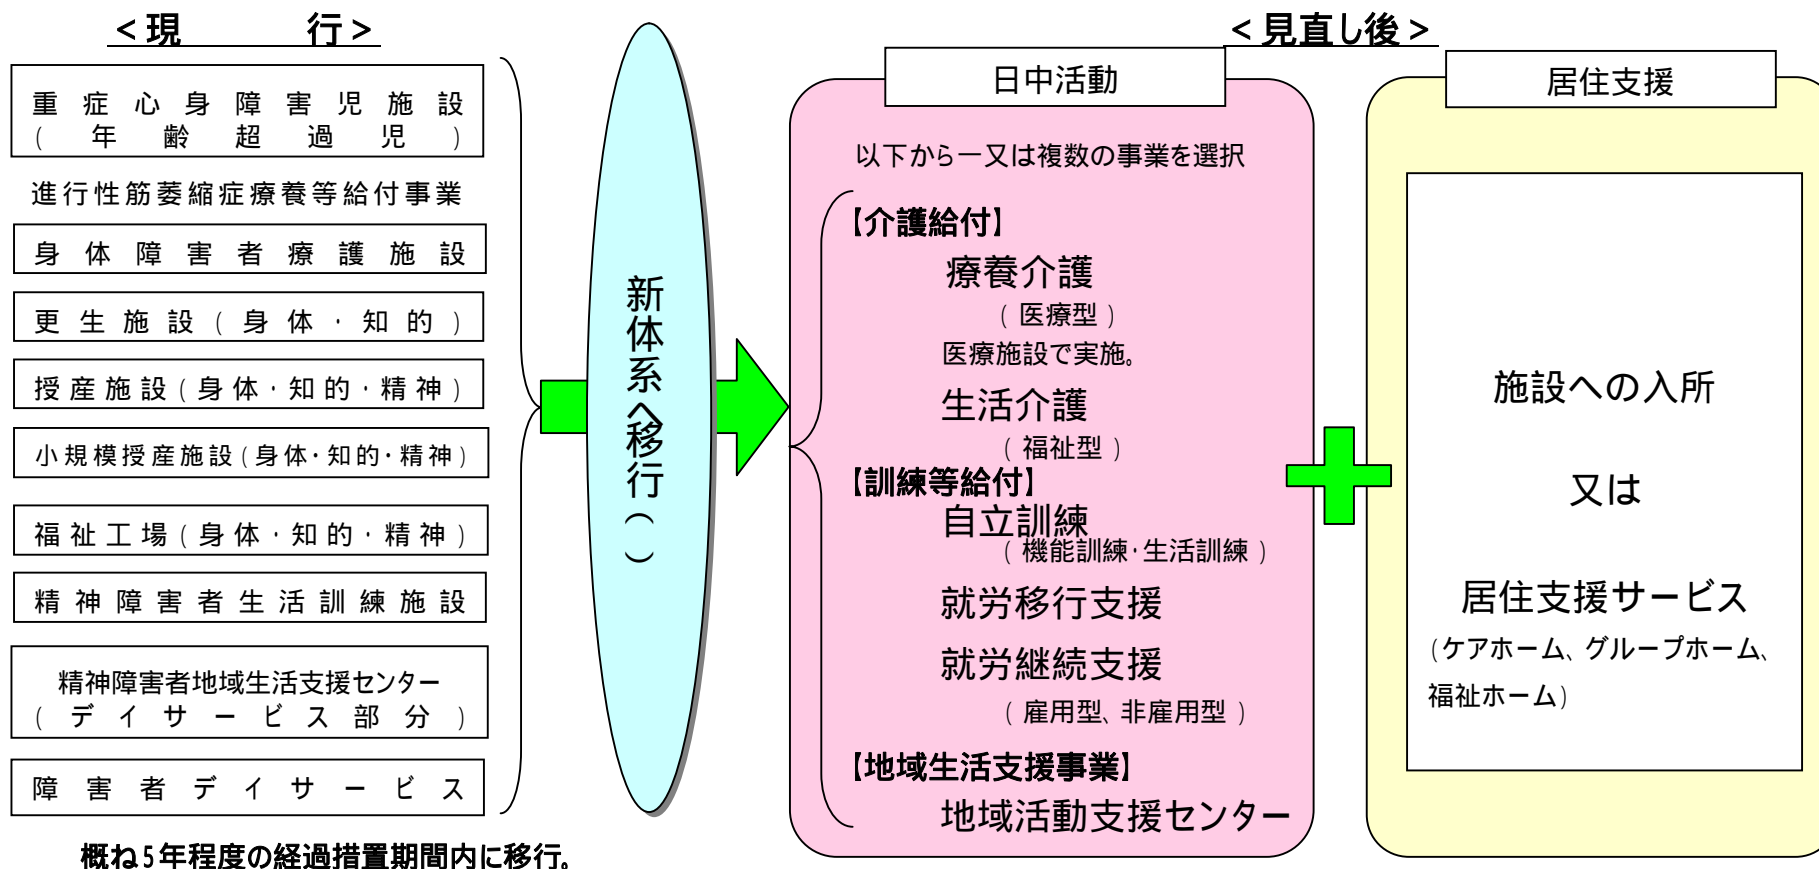 <現　　　行>
重症心身障害児施設
(年齢超過児)
進行性筋萎縮症療養等給付事業
身体障害者療護施設
更生施設(身体・知的)
授産施設(身体・知的・精神)
小規模授産施設(身体・知的・精神)
福祉工場(身体・知的・精神)
精神障害者生活訓練施設
精神障害者地域生活支援センター
(デイサービス部分)
障害者デイサービス
概ね5年程度の経過措置期間内に移行。
新体系へ移行( )
<見直し後>
日中活動
以下から一又は複数の事業を選択
【介護給付】
療養介護
(医療型)
医療施設で実施。
生活介護
(福祉型)
【訓練等給付】
自立訓練
(機能訓練・生活訓練)
就労移行支援
就労継続支援
(雇用型、非雇用型)
【地域生活支援事業】
地域活動支援センター
居住支援
施設への入所
又は
居住支援サービス
(ケアホーム、グループホーム、
福祉ホーム)